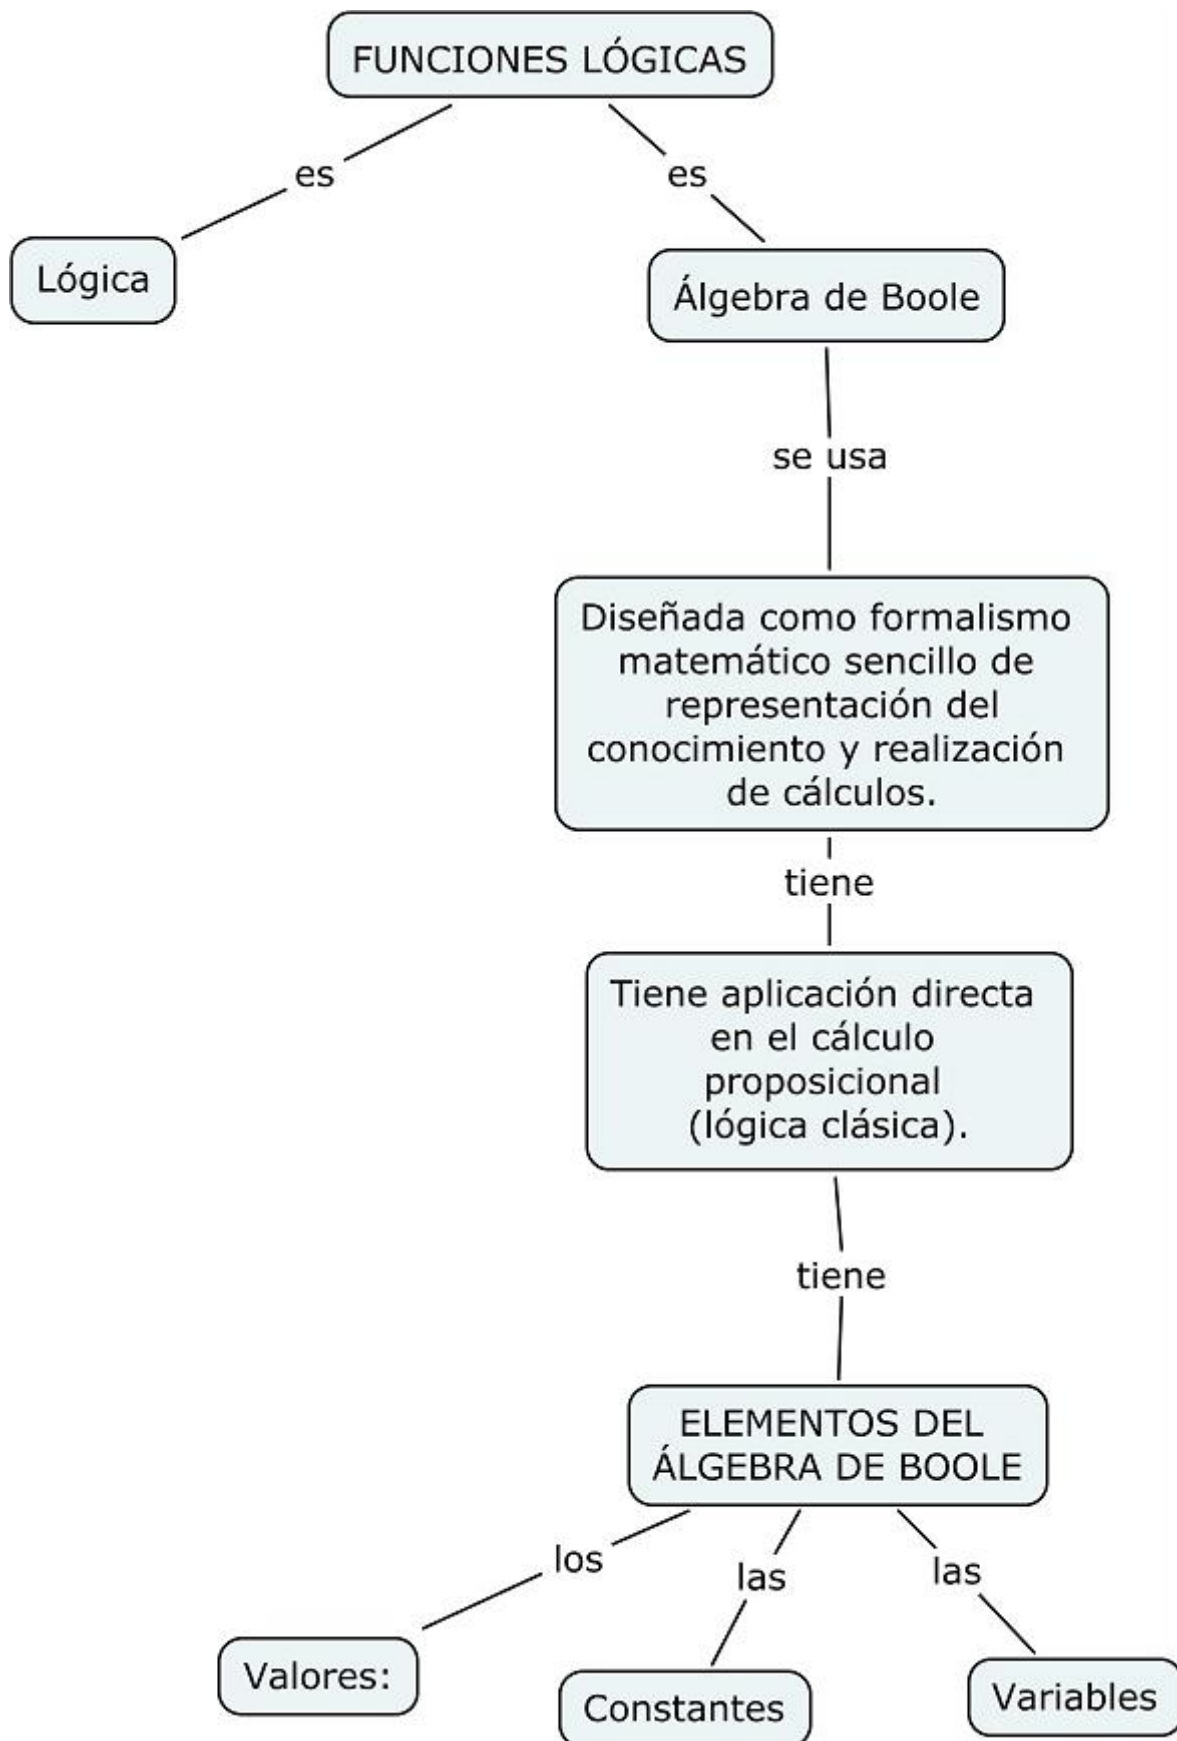 FUNCIONES LÓGICAS
es
es
Lógica
Álgebra de Boole
se usa
Diseñada como formalismo
matemático sencillo de
representación del
conocimiento y realización
de cálculos.
tiene
Tiene aplicación directa
en el cálculo
proposicional
(lógica clásica).
tiene
ELEMENTOS DEL
ÁLGEBRA DE BOOLE
los
las
las
Valores:
Constantes
Variables